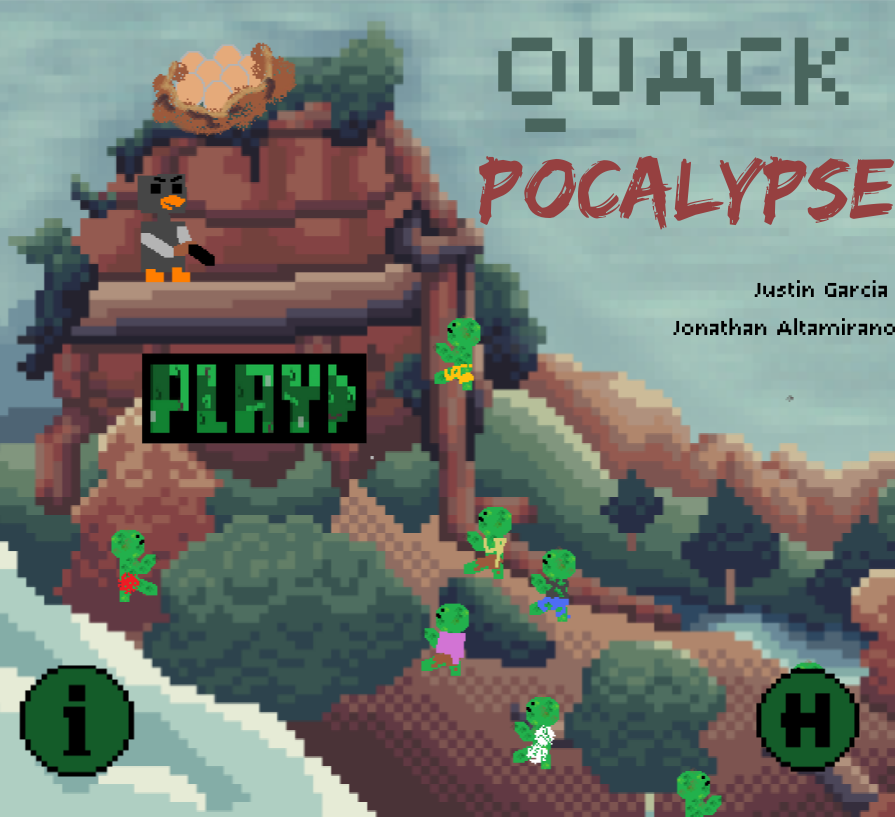 QUACK
POCALYPSE
Justin Garcia
Jonathan Altamirano
PLAY
i
H